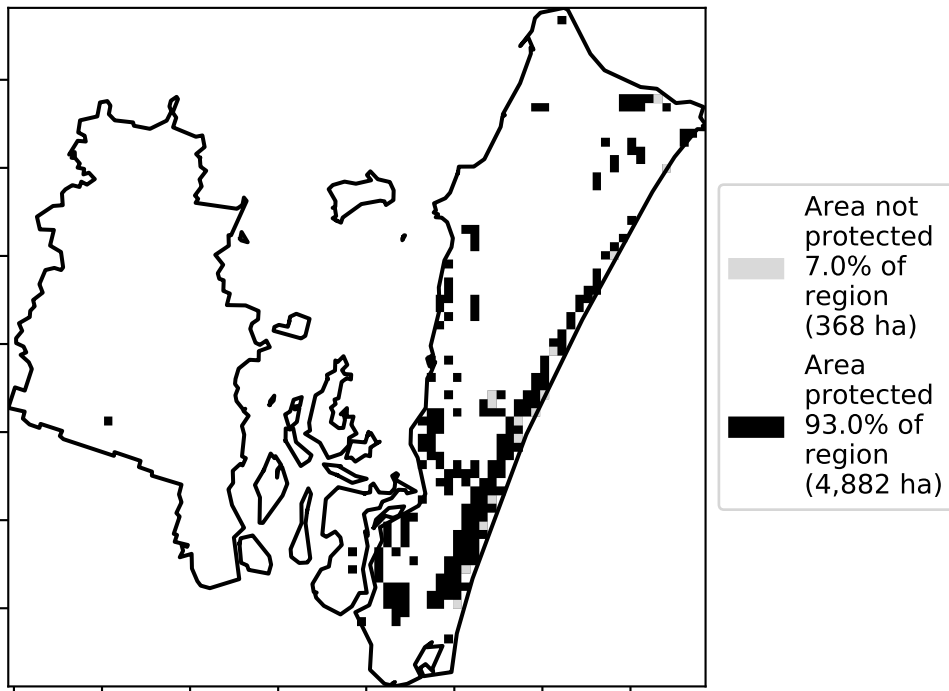 Area not
protected
7.0% of
region
(368 ha)
Area
protected
93.0% of
region
(4,882 ha)